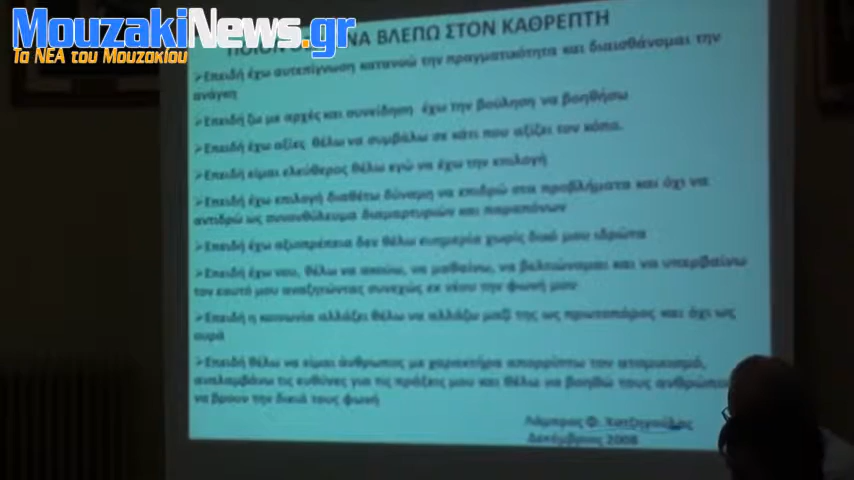 MouzakiNews.gr
Τα ΝΕΑ του Μουζακίου
ΝΑ ΒΛΕΠΩ ΣΤΟΝ ΚΑΘΡΕΠΤΗ
➢Επειδή έχω αυτεπίγνωση κατανοώ την πραγματικότητα και διαισθάνομαι την
ανάγκη
➢Επειδή ζω με αρχές και συνείδηση έχω την βούληση να βοηθήσω
➢Επειδή έχω αξίες θέλω να συμβάλω σε κάτι που αξίζει τον κόπο.
➢Επειδή είμαι ελεύθερος θέλω εγώ να έχω την επιλογή
➢Επειδή έχω επιλογή διαθέτω δύναμη να επιδρώ στα προβλήματα και όχι να
αντιδρώ ως συνονθύλευμα διαμαρτυριών και παραπόνων
➢Επειδή έχω αξιοπρέπεια δεν θέλω ευημερία χωρίς δικό μου ιδρώτα
➢Επειδή έχω νου, θέλω να ακούω, να μαθαίνω, να βελτιώνομαι και να υπερβαίνω
τον εαυτό μου αναζητώντας συνεχώς εκ νέου την φωνή μου
➢Επειδή η κοινωνία αλλάζει θέλω να αλλάζω μαζί της ως πρωτοπόρος και όχι ως
ουρά
➢Επειδή θέλω να είμαι άνθρωπος με χαρακτήρα απορρίπτω τον ατομικισμό,
αναλαμβάνω τις ευθύνες για τις πράξεις μου και θέλω να βοηθώ τους ανθρώπους
να βρουν την δικιά τους φωνή
Λάμπρος Φ. Χατζηγούλας
Δεκέμβριος 2008